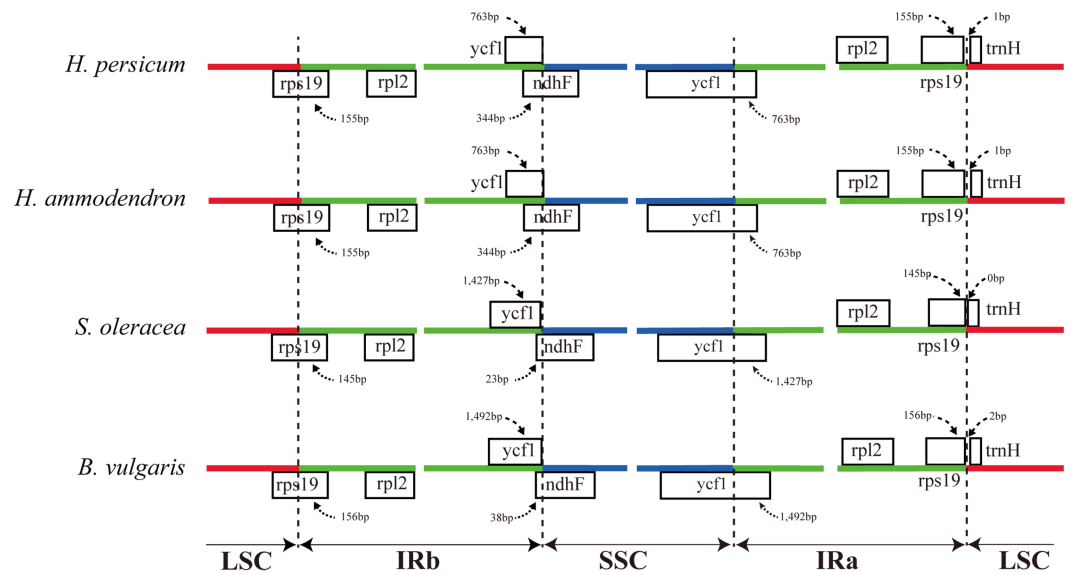 763bp 155bp 1bp
H. persicum ycf1 rpl2 trnH
rps19 rpl2 ndhF ycf1 rps19
155bp 344bp 763bp
763bp 155bp 1bp
H. ammodendron ycf1 rpl2 trnH
rps19 rpl2 ndhF ycf1 rps19
155bp 344bp 763bp
1,427bp 145bp 0bp
S. oleracea ycf1 rpl2 trnH
rps19 rpl2 ndhF ycf1 rps19
145bp 23bp 1,427bp
1,492bp 156bp 2bp
B. vulgaris ycf1 rpl2 trnH
rps19 rpl2 ndhF ycf1 rps19
156bp 38bp 1,492bp
LSC IRb SSC IRa LSC